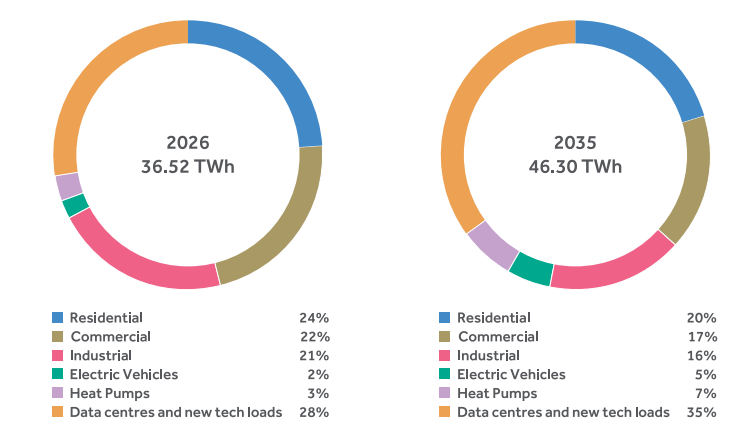 2026
36.52 TWh
Residential 24%
Commercial 22%
Industrial 21%
Electric Vehicles 2%
Heat Pumps 3%
Data centres and new tech loads 28%
2035
46.30 TWh
Residential 20%
Commercial 17%
Industrial 16%
Electric Vehicles 5%
Heat Pumps 7%
Data centres and new tech loads 35%